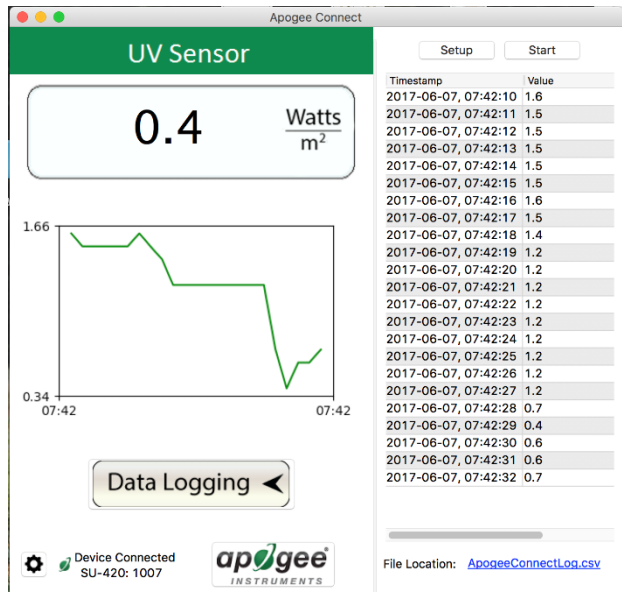 Apogee Connect
UV Sensor
0.4 Watts
m²
1.66
0.34
07:42 07:42
Data Logging
Device Connected
SU-420: 1007
apogee
INSTRUMENTS
Setup Start
Timestamp Value
2017-06-07, 07:42:10 1.6
2017-06-07, 07:42:11 1.5
2017-06-07, 07:42:12 1.5
2017-06-07, 07:42:13 1.5
2017-06-07, 07:42:14 1.5
2017-06-07, 07:42:15 1.5
2017-06-07, 07:42:16 1.6
2017-06-07, 07:42:17 1.5
2017-06-07, 07:42:18 1.4
2017-06-07, 07:42:19 1.2
2017-06-07, 07:42:20 1.2
2017-06-07, 07:42:21 1.2
2017-06-07, 07:42:22 1.2
2017-06-07, 07:42:23 1.2
2017-06-07, 07:42:24 1.2
2017-06-07, 07:42:25 1.2
2017-06-07, 07:42:26 1.2
2017-06-07, 07:42:27 1.2
2017-06-07, 07:42:28 0.7
2017-06-07, 07:42:29 0.4
2017-06-07, 07:42:30 0.6
2017-06-07, 07:42:31 0.6
2017-06-07, 07:42:32 0.7
File Location: ApogeeConnectLog.csv